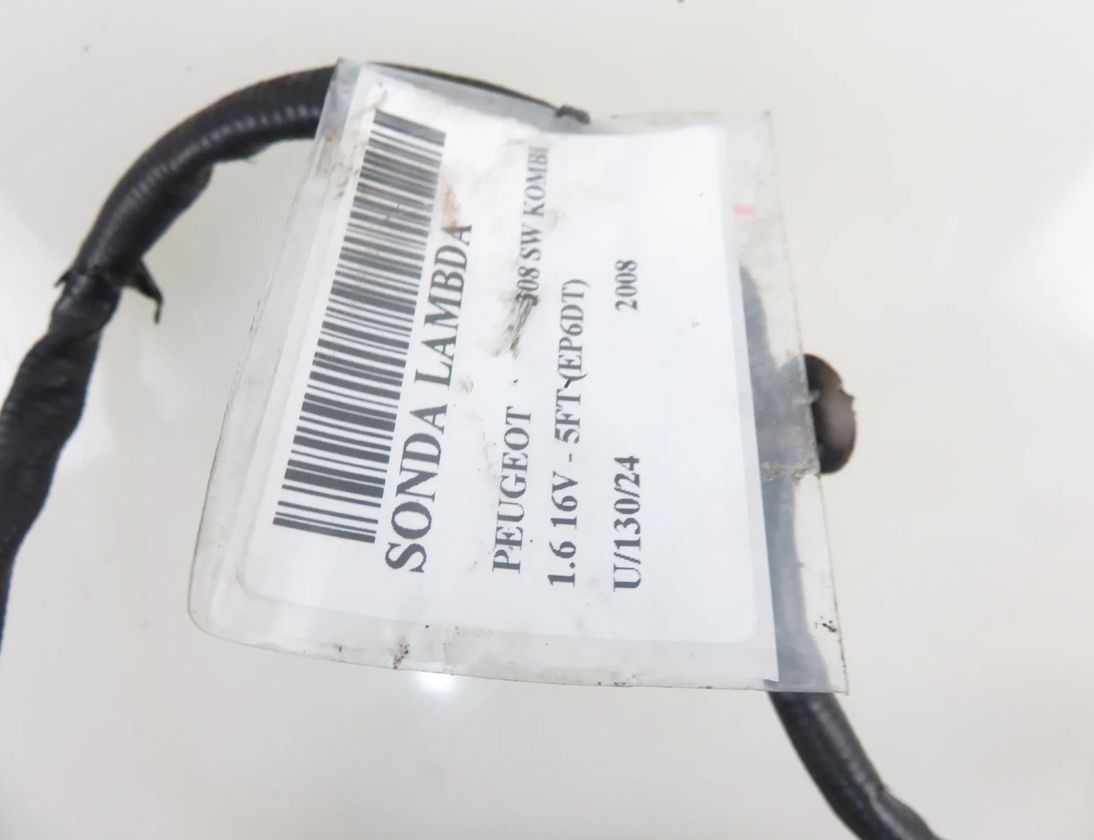 SONDA LAMBDA
PEUGEOT 308 SW KOMBI
1.6 16V - 5FT (EP6DT)
U/130/24 2008